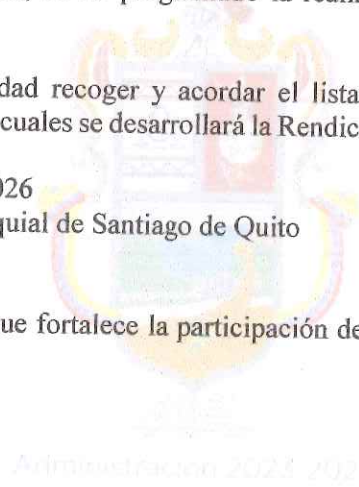 dad recoger y acordar el lista
cuales se desarrollará la Rendic
026
quial de Santiago de Quito
ue fortalece la participación de
Administración 2023-202